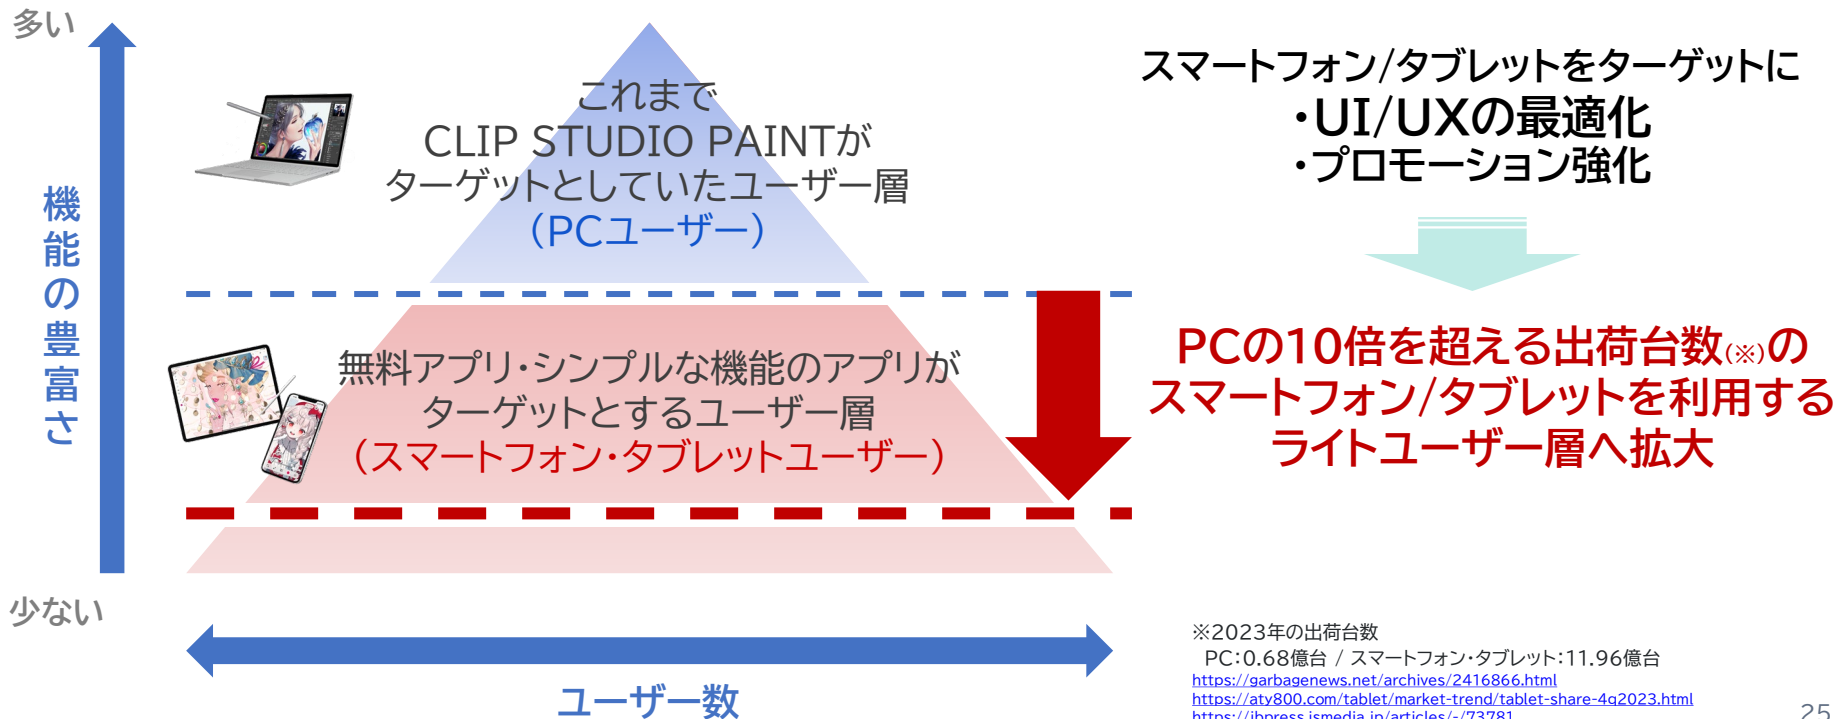 多い
機能の豊富さ
少ない
これまで
CLIP STUDIO PAINTが
ターゲットとしていたユーザー層
（PCユーザー）
無料アプリ・シンプルな機能のアプリが
ターゲットとするユーザー層
（スマートフォン・タブレットユーザー）
ユーザー数
スマートフォン/タブレットをターゲットに
・UI/UXの最適化
・プロモーション強化
PCの10倍を超える出荷台数(※)の
スマートフォン/タブレットを利用する
ライトユーザー層へ拡大
※2023年の出荷台数
PC：0.68億台 / スマートフォン・タブレット：11.96億台
https://garbagenews.net/archives/2416866.html
https://aty800.com/tablet/market-trend/tablet-share-4q2023.html
https://jbpress.ismedia.jp/articles/-/73781
25